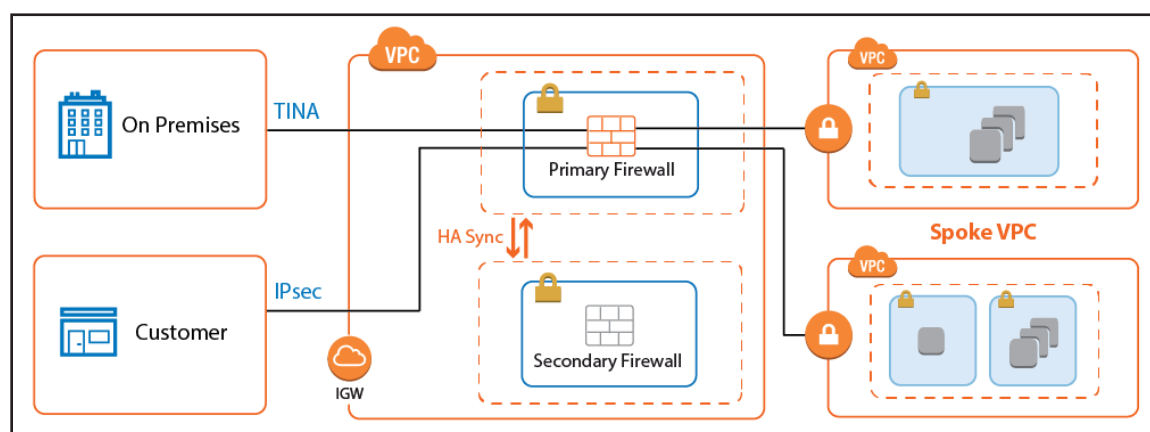 On Premises
TINA
VPC
Primary Firewall
HA Sync
VPC
Spoke VPC
Customer
IPsec
IGW
Secondary Firewall
VPC